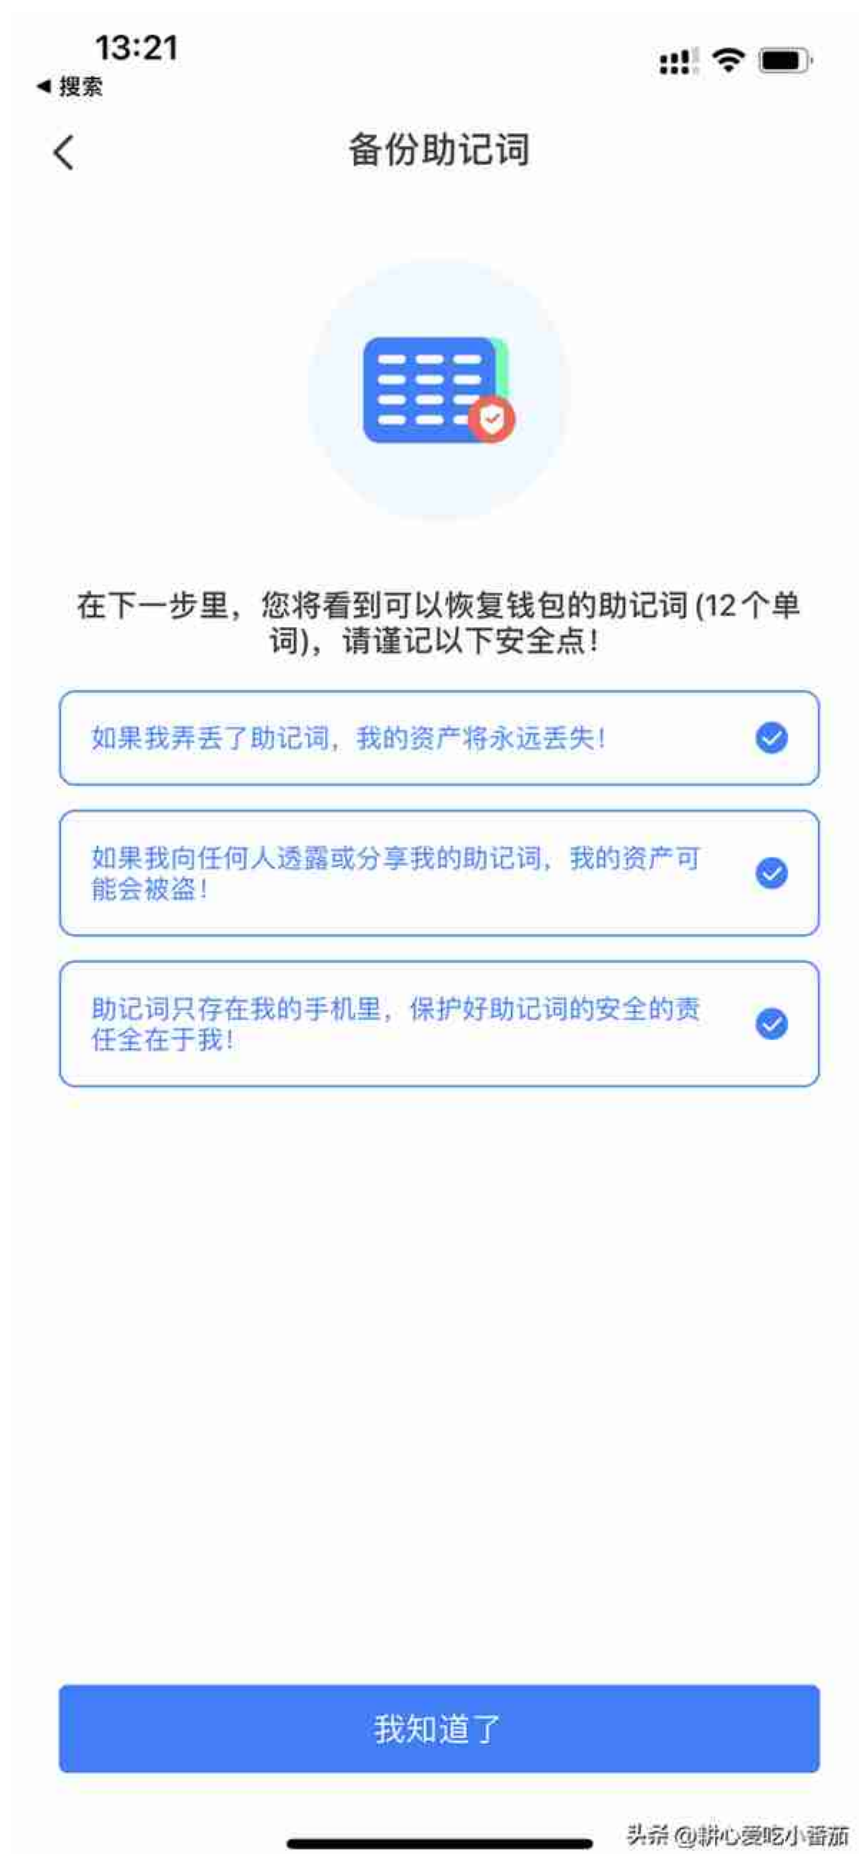 13:21
◀ 搜索
备份助记词
在下一步里，您将看到可以恢复钱包的助记词 (12 个单
词)，请谨记以下安全点！
如果我弄丢了助记词，我的资产将永远丢失！
如果我向任何人透露或分享我的助记词，我的资产可
能会被盗！
助记词只存在我的手机里，保护好助记词的安全的责
任全在于我！
我知道了
头条 @耕心爱吃小番茄